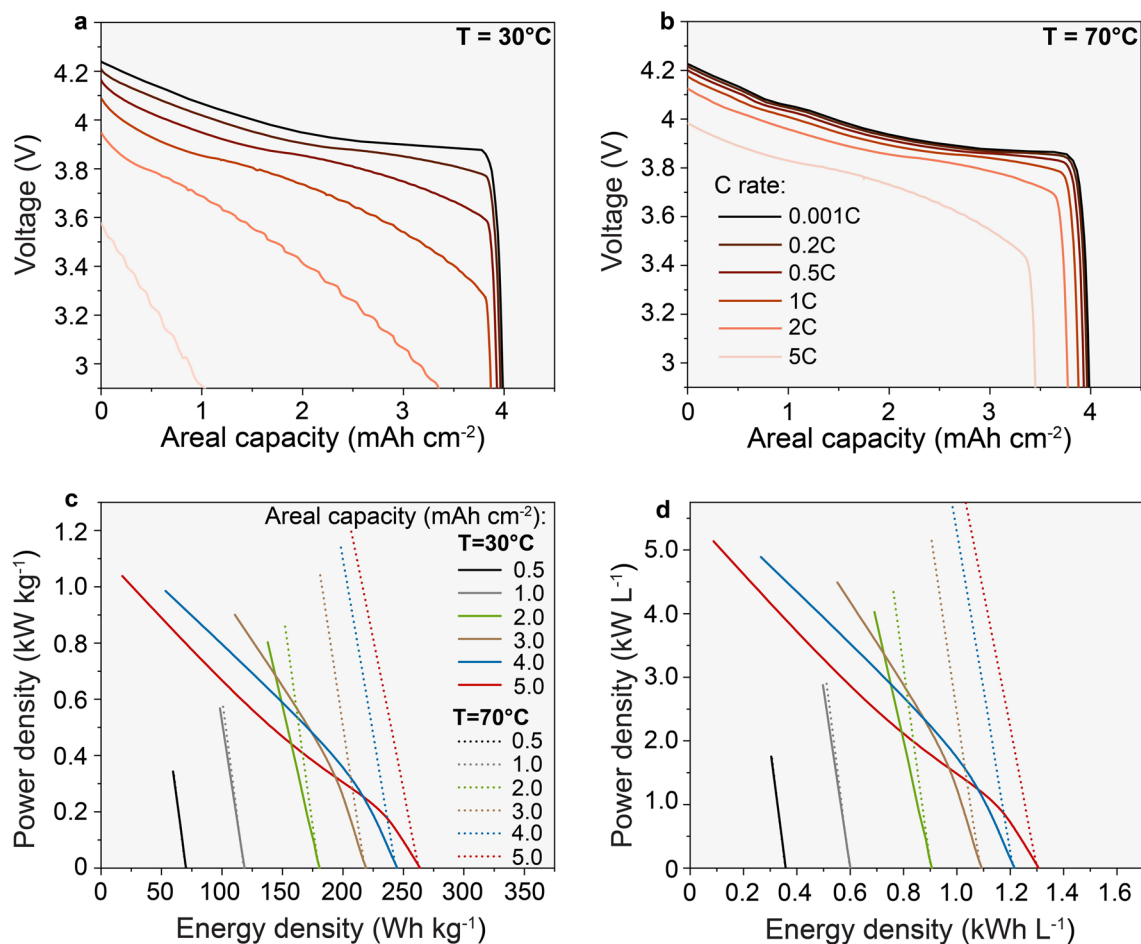 a
T = 30°C
Voltage (V)
4.2
4
3.8
3.6
3.4
3.2
3
0
1
2
3
4
Areal capacity (mAh cm-2)
b
T = 70°C
Voltage (V)
4.2
4
3.8
3.6
3.4
3.2
3
C rate:
0.001C
0.2C
0.5C
1C
2C
5C
0
1
2
3
4
Areal capacity (mAh cm-2)
c
Areal capacity (mAh cm-2):
T=30°C
0.5
1.0
2.0
3.0
4.0
5.0
T=70°C
0.5
1.0
2.0
3.0
4.0
5.0
Power density (kW kg-1)
1.2
1.0
0.8
0.6
0.4
0.2
0
0
50
75
100
125
200
250
300
350
Energy density (Wh kg-1)
d
Power density (kW L-1)
5.0
4.0
3.0
2.0
1.0
0
0
0.2
0.4
0.6
0.8
1.0
1.2
1.4
1.6
Energy density (kWh L-1)